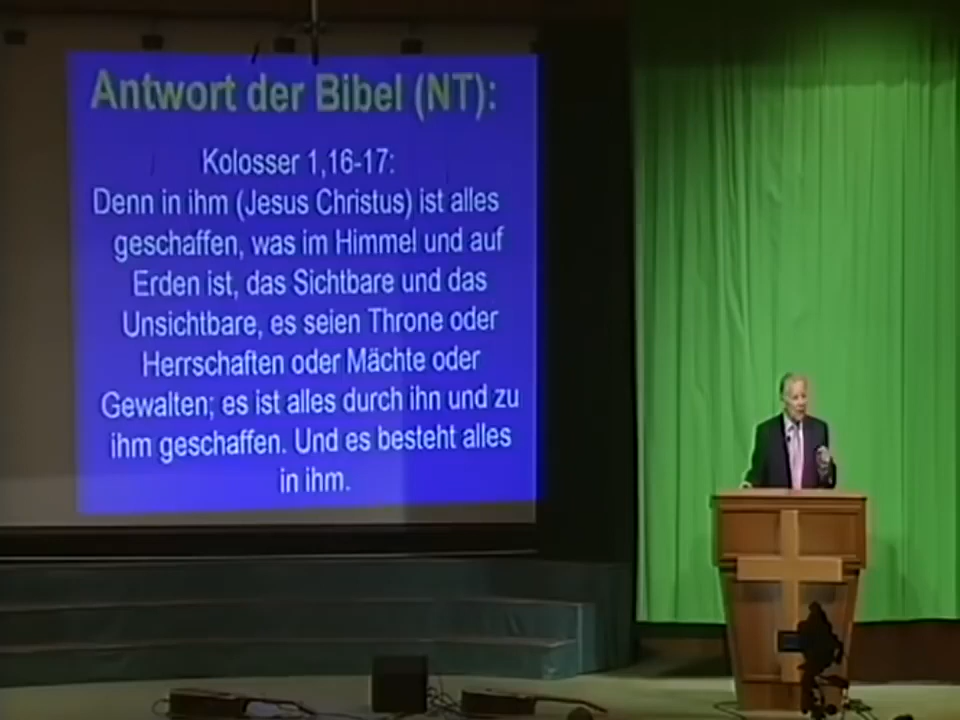 Antwort der Bibel (NT):
Kolosser 1,16-17:
Denn in ihm (Jesus Christus) ist alles
geschaffen, was im Himmel und auf
Erden ist, das Sichtbare und das
Unsichtbare, es seien Throne oder
Herrschaften oder Mächte oder
Gewalten; es ist alles durch ihn und zu
ihm geschaffen. Und es besteht alles
in ihm.